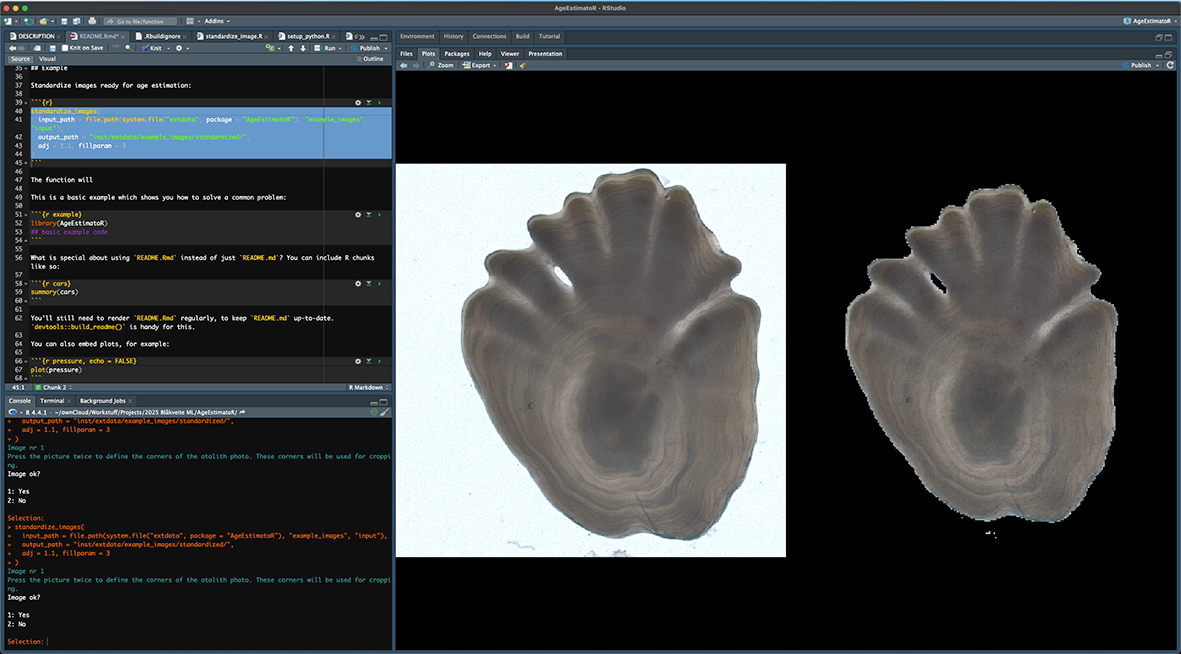 AgeEstimatoR - RStudio
Go to file/function
Addins
AgeEstimatoR
DESCRIPTION
README.Rmd*
.Rbuildignore
standardize_image.R
setup_python.R
Knit on Save
Knit
Run
Publish
Source
Visual
Outline
35 ## Example
36
37 Standardize images ready for age estimation:
38
39 ```{r}
40 standardize_images(
41 input_path = file.path(system.file("extdata", package = "AgeEstimatoR"), "example_images",
"input"),
42 output_path = "inst/extdata/example_images/standardized/",
43 adj = 1.1, fillparam = 3
44 )
45 ```
46
47 The function will
48
49 This is a basic example which shows you how to solve a common problem:
50
51 ```{r example}
52 library(AgeEstimatoR)
53 ## basic example code
54 ```
55
56 What is special about using `README.Rmd` instead of just `README.md`? You can include R chunks
like so:
57
58 ```{r cars}
59 summary(cars)
60 ```
61
62 You'll still need to render `README.Rmd` regularly, to keep `README.md` up-to-date.
`devtools::build_readme()` is handy for this.
63
64 You can also embed plots, for example:
65
66 ```{r pressure, echo = FALSE}
67 plot(pressure)
68 ```
45:1
Chunk 2
R Markdown
Console
Terminal
Background Jobs
R 4.4.1 · ~/ownCloud/Workstuff/Projects/2025 Blåkveite ML/AgeEstimatoR/
+ output_path = "inst/extdata/example_images/standardized/",
+ adj = 1.1, fillparam = 3
+ )
Image nr 1
Press the picture twice to define the corners of the otolith photo. These corners will be used for croppi
ng.
Image ok?
1: Yes
2: No
Selection:
> standardize_images(
+ input_path = file.path(system.file("extdata", package = "AgeEstimatoR"), "example_images", "input"),
+ output_path = "inst/extdata/example_images/standardized/",
+ adj = 1.1, fillparam = 3
+ )
Image nr 1
Press the picture twice to define the corners of the otolith photo. These corners will be used for croppi
ng.
Image ok?
1: Yes
2: No
Selection:
Environment
History
Connections
Build
Tutorial
Files
Plots
Packages
Help
Viewer
Presentation
Zoom
Export
Publish